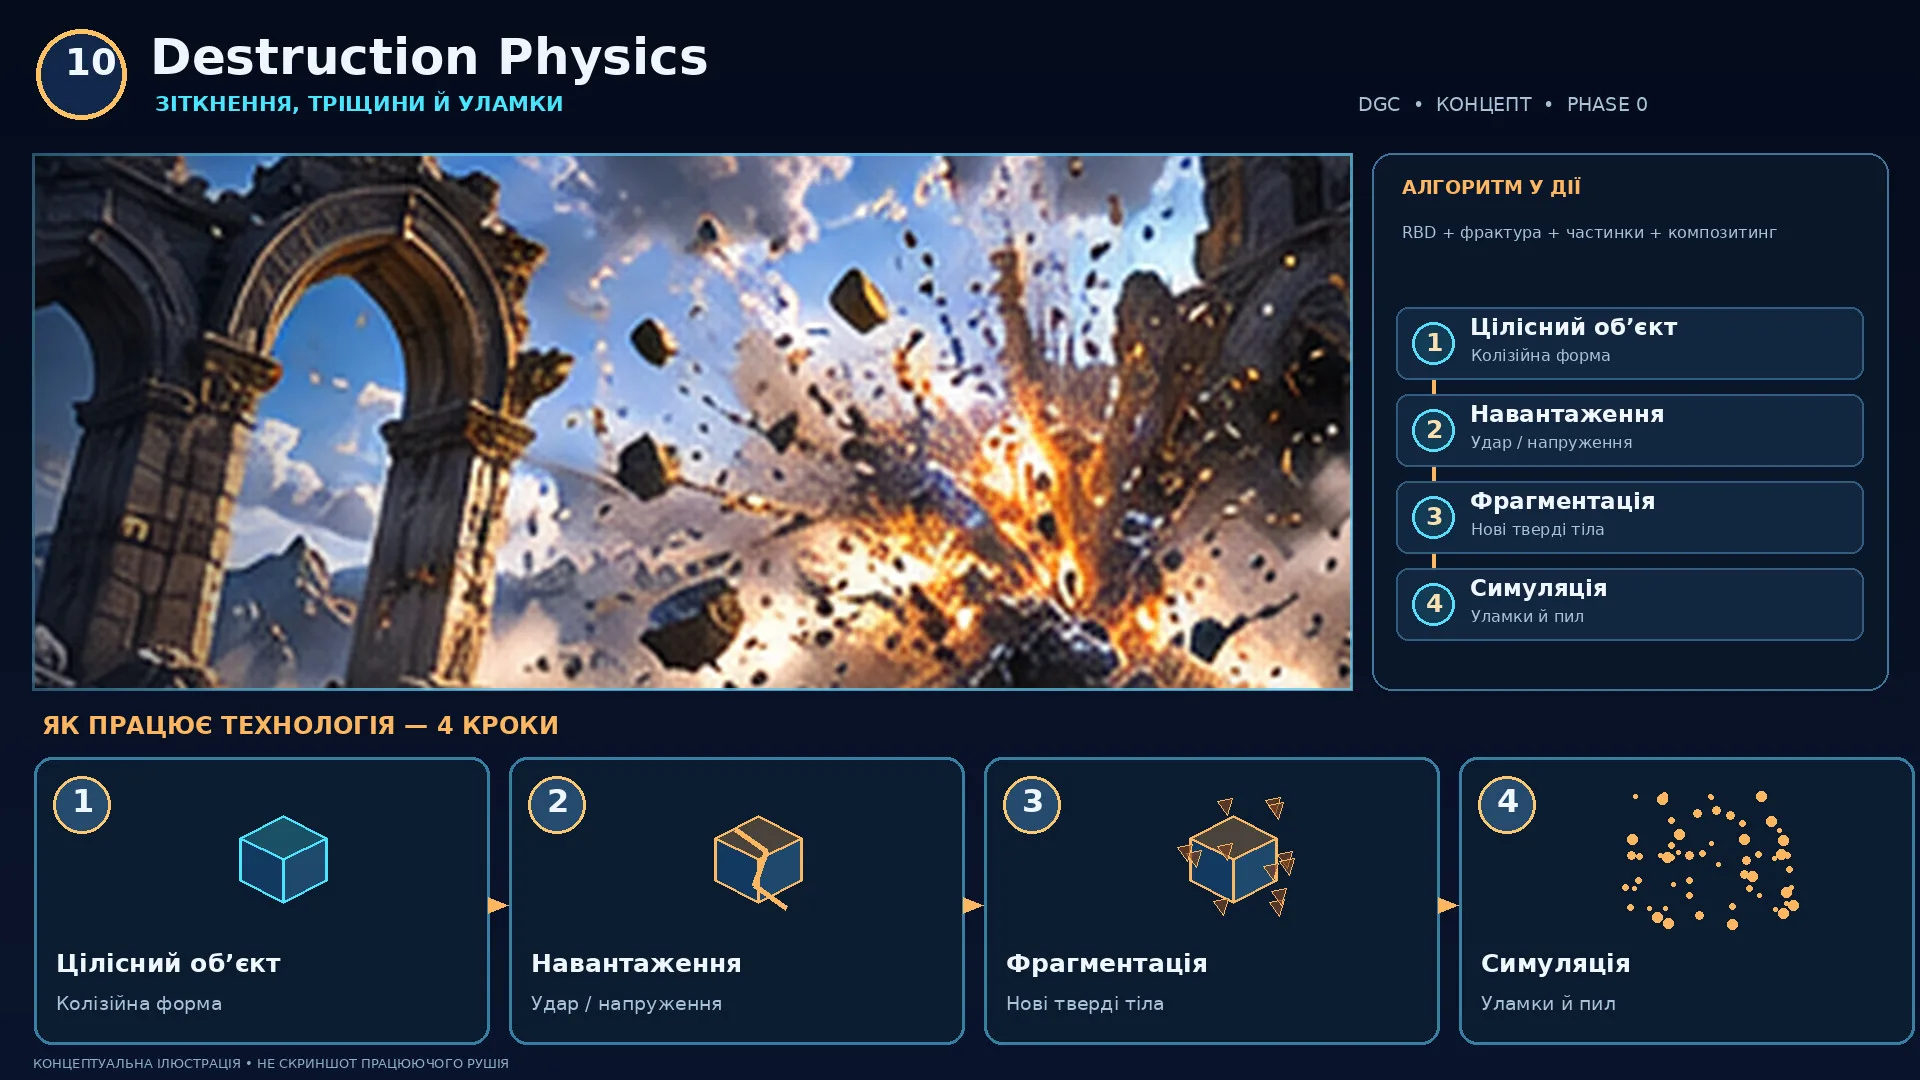 10
Destruction Physics
ЗІТКНЕННЯ, ТРІЩИНИ Й УЛАМКИ
DGC • КОНЦЕПТ • PHASE 0
АЛГОРИТМ У ДІЇ
RBD + фрактура + частинки + композитинг
1
Цілісний об’єкт
Колізійна форма
2
Навантаження
Удар / напруження
3
Фрагментація
Нові тверді тіла
4
Симуляція
Уламки й пил
ЯК ПРАЦЮЄ ТЕХНОЛОГІЯ — 4 КРОКИ
1
Цілісний об’єкт
Колізійна форма
2
Навантаження
Удар / напруження
3
Фрагментація
Нові тверді тіла
4
Симуляція
Уламки й пил
КОНЦЕПТУАЛЬНА ІЛЮСТРАЦІЯ • НЕ СКРИНШОТ ПРАЦЮЮЧОГО РУШІЯ